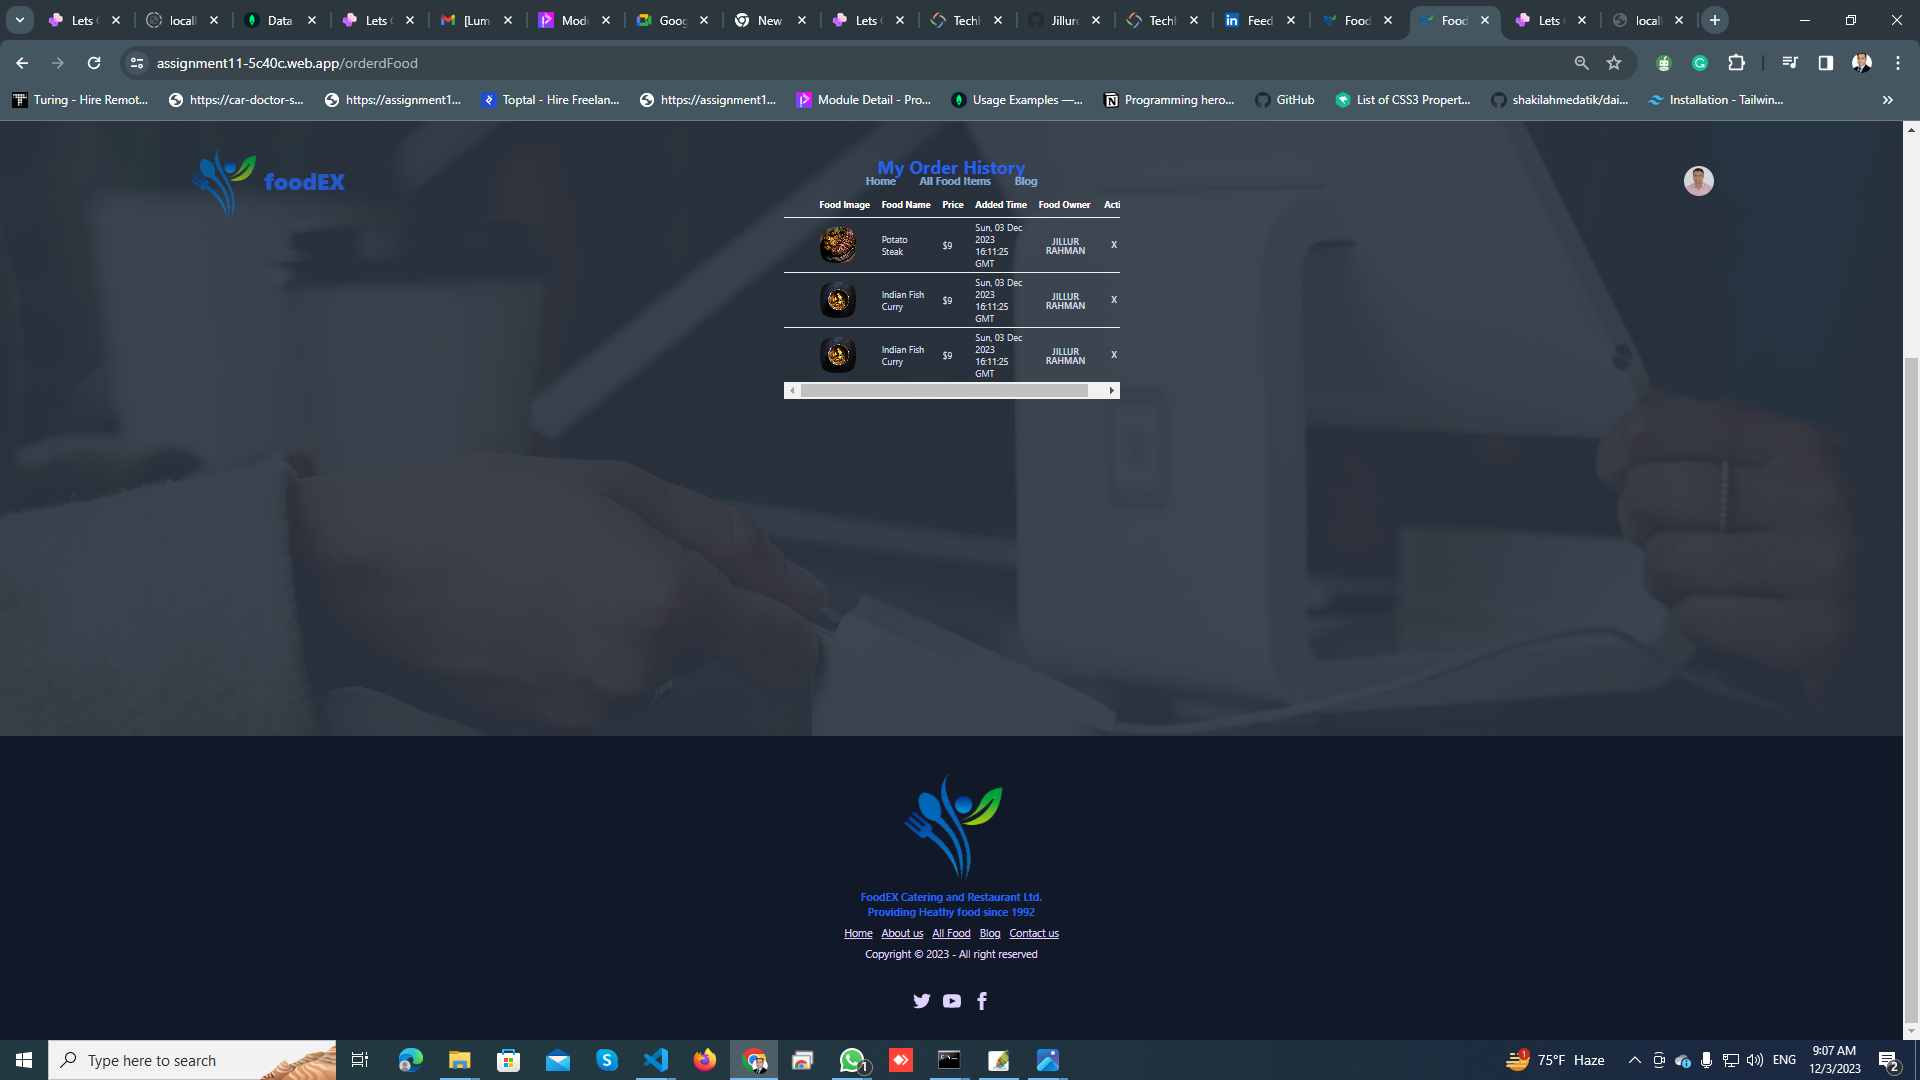 Lets
locall
Data
Lets
[Lum
Modu
Goog
New
Lets
Tech
Jillur
Tech
Feed
Food
Food
Lets
locall
assignment11-5c40c.web.app/orderdFood
Turing - Hire Remot...
https://car-doctor-s...
https://assignment1...
Toptal - Hire Freelan...
https://assignment1...
Module Detail - Pro...
Usage Examples —...
Programming hero...
GitHub
List of CSS3 Propert...
shakilahmedatik/dai...
Installation - Tailwin...
foodEX
My Order History
Home All Food Items Blog
Food Image Food Name Price Added Time Food Owner Acti
Potato Steak $9 Sun, 03 Dec 2023 16:11:25 GMT JILLUR RAHMAN X
Indian Fish Curry $9 Sun, 03 Dec 2023 16:11:25 GMT JILLUR RAHMAN X
Indian Fish Curry $9 Sun, 03 Dec 2023 16:11:25 GMT JILLUR RAHMAN X
FoodEX Catering and Restaurant Ltd.
Providing Heathy food since 1992
Home About us All Food Blog Contact us
Copyright © 2023 - All right reserved
Type here to search
1
1
75°F Haze
ENG
9:07 AM
12/3/2023
2